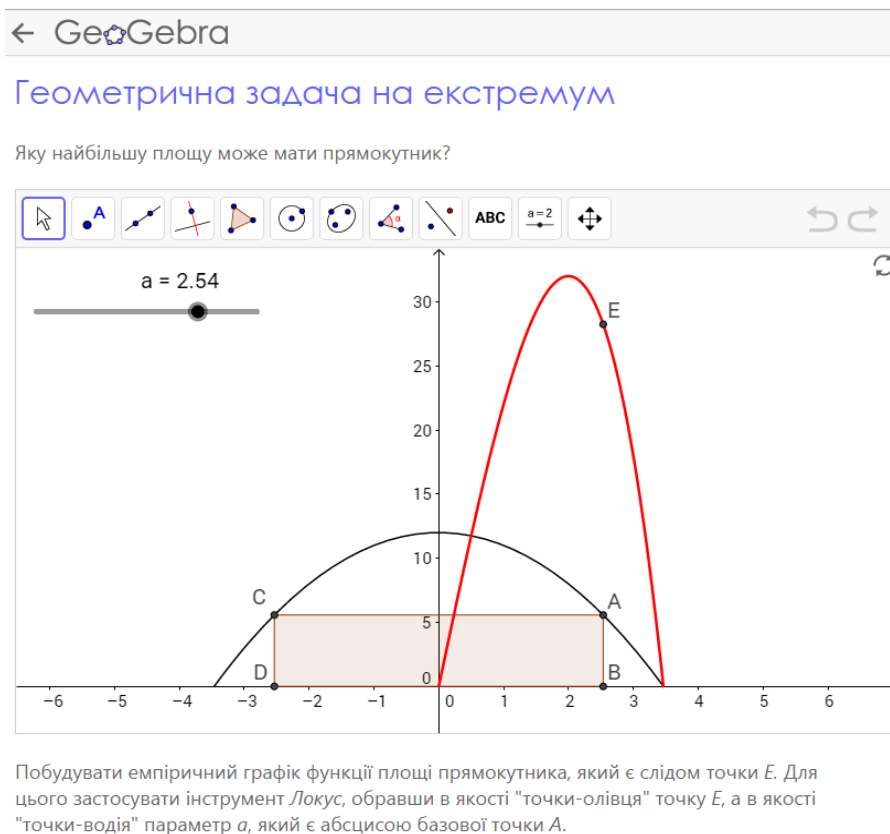 ← GeoGebra
Геометрична задача на екстремум
Яку найбільшу площу може мати прямокутник?
A α ABC a=2
a = 2.54
30
E
25
20
15
10
C A
5
D 0 B
−6 −5 −4 −3 −2 −1 0 1 2 3 4 5 6
Побудувати емпіричний графік функції площі прямокутника, який є слідом точки E. Для
цього застосувати інструмент Локус, обравши в якості "точки-олівця" точку E, а в якості
"точки-водія" параметр a, який є абсцисою базової точки A.